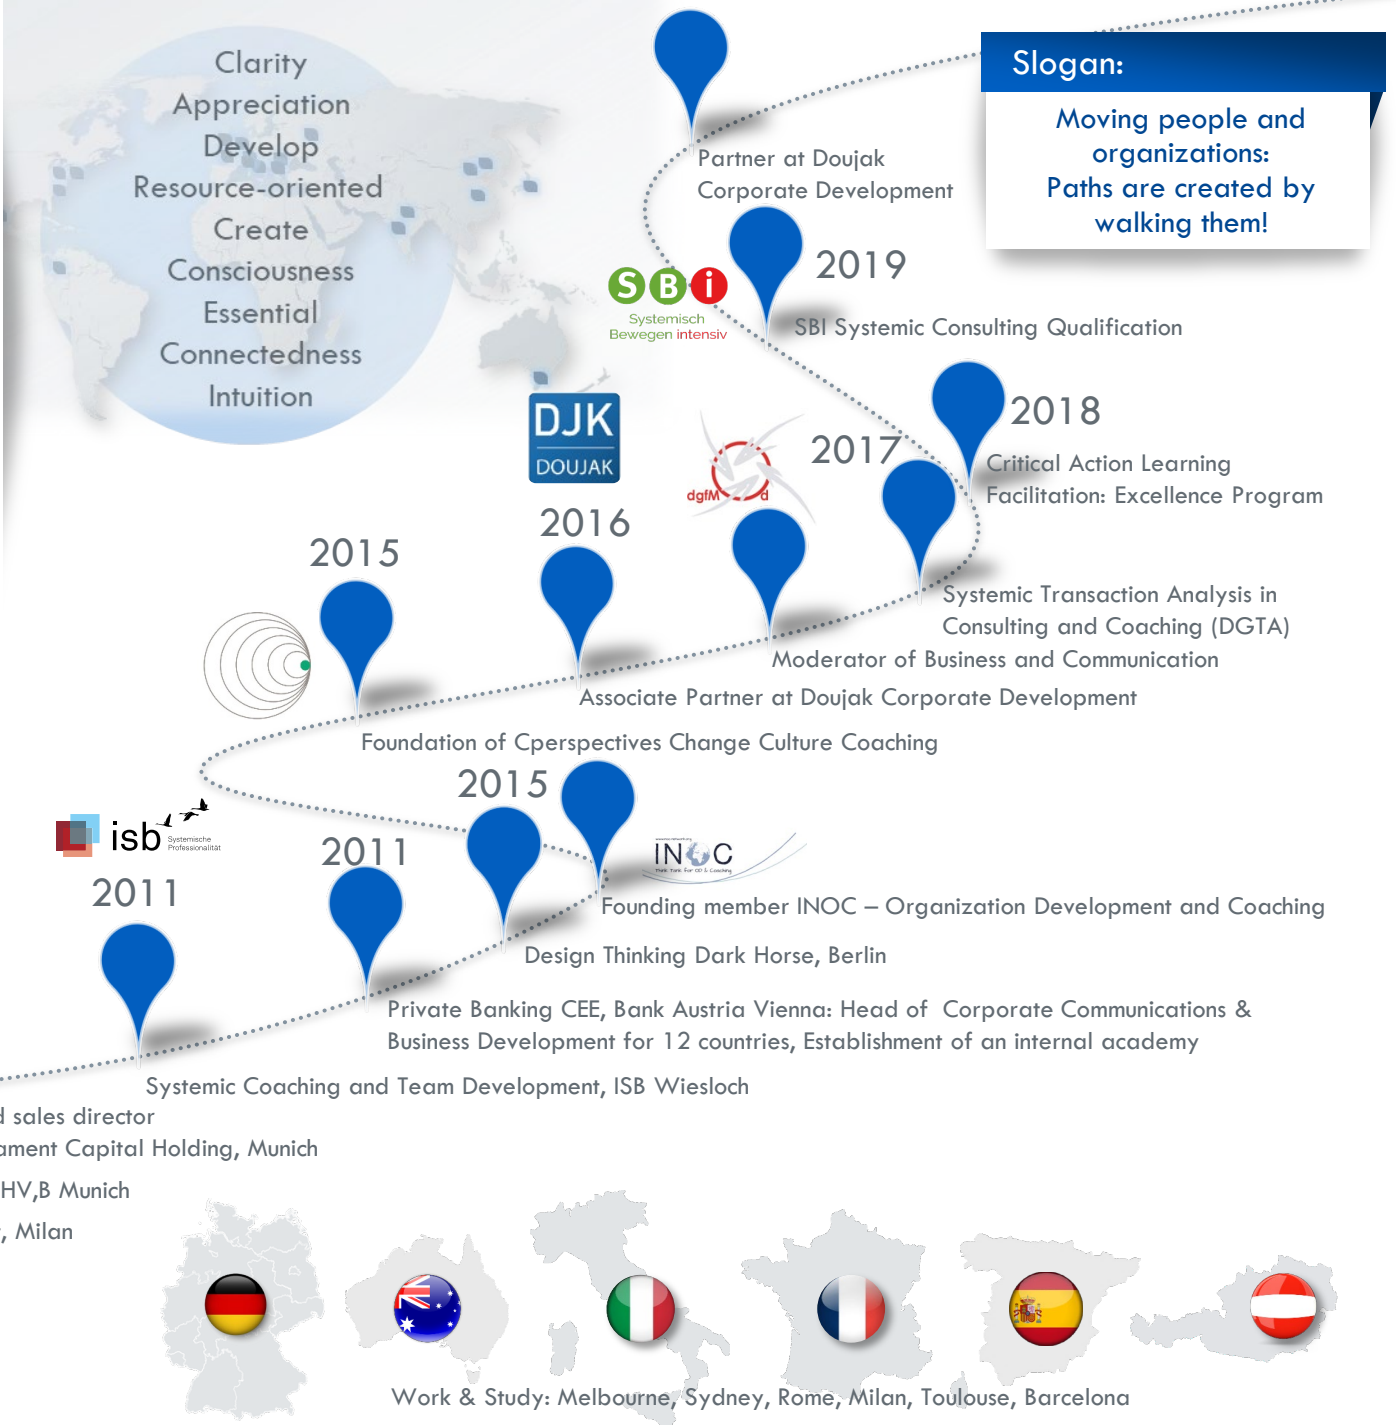 Clarity
Appreciation
Develop
Resource-oriented
Create
Consciousness
Essential
Connectedness
Intuition
Slogan:
Moving people and
organizations:
Paths are created by
walking them!
Partner at Doujak
Corporate Development
2019
SBi
Systemisch
Bewegen intensiv
SBI Systemic Consulting Qualification
DJK
DOUJAK
2018
Critical Action Learning
Facilitation: Excellence Program
2017
dgfM d
Systemic Transaction Analysis in
Consulting and Coaching (DGTA)
Moderator of Business and Communication
2016
Associate Partner at Doujak Corporate Development
2015
Foundation of Cperspectives Change Culture Coaching
2015
INOC
Think Tank for OD & Coaching
Founding member INOC – Organization Development and Coaching
Design Thinking Dark Horse, Berlin
isb
Systemische
Professionalität
2011
Private Banking CEE, Bank Austria Vienna: Head of Corporate Communications &
Business Development for 12 countries, Establishment of an internal academy
2011
Systemic Coaching and Team Development, ISB Wiesloch
d sales director
ament Capital Holding, Munich
HV,B Munich
, Milan
Work & Study: Melbourne, Sydney, Rome, Milan, Toulouse, Barcelona